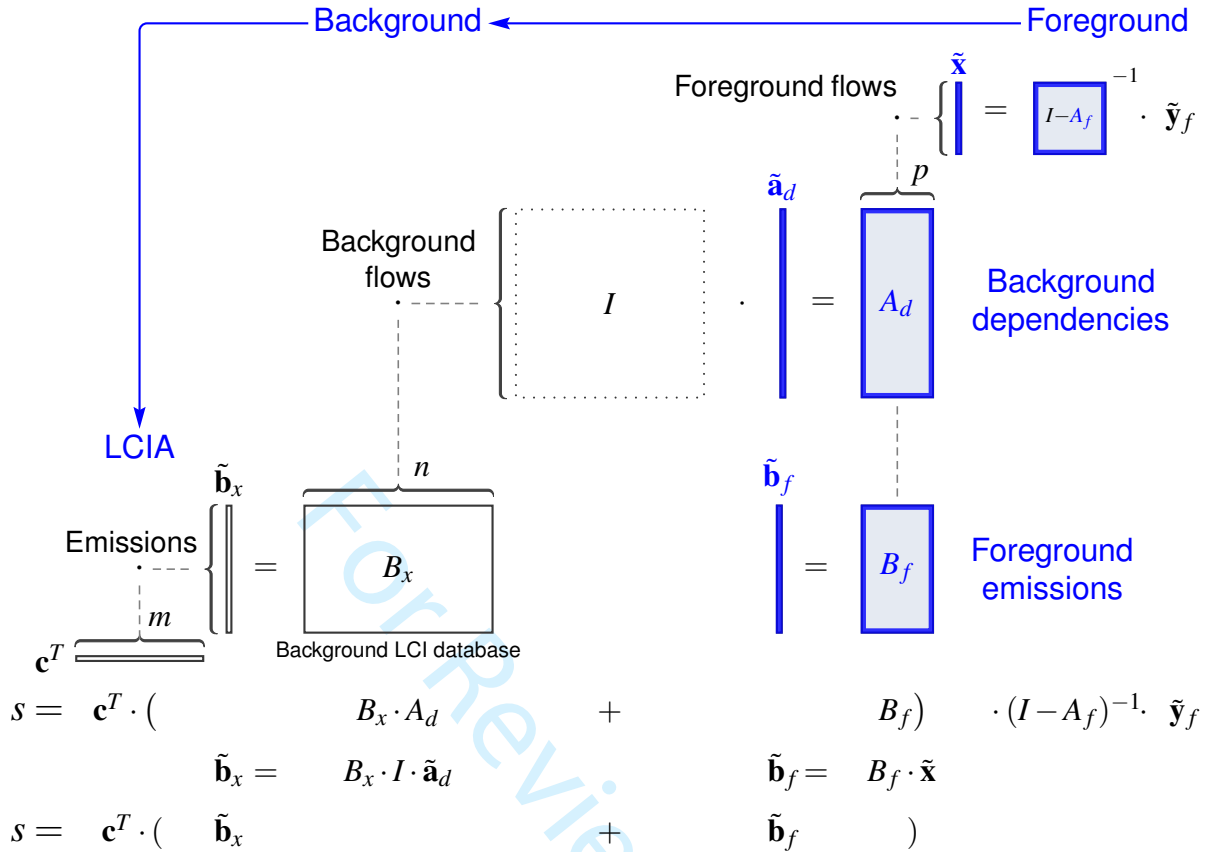 Background
Foreground
Foreground flows
x̃
=
I−A_f
−1
· ỹ_f
p
ã_d
Background
flows
I
·
=
A_d
Background
dependencies
LCIA
n
b̃_x
b̃_f
Emissions
=
B_x
=
B_f
Foreground
emissions
m
Background LCI database
c^T
s = c^T · ( B_x · A_d + B_f ) · (I − A_f)^−1 · ỹ_f
b̃_x = B_x · I · ã_d b̃_f = B_f · x̃
s = c^T · ( b̃_x + b̃_f )
For Revie